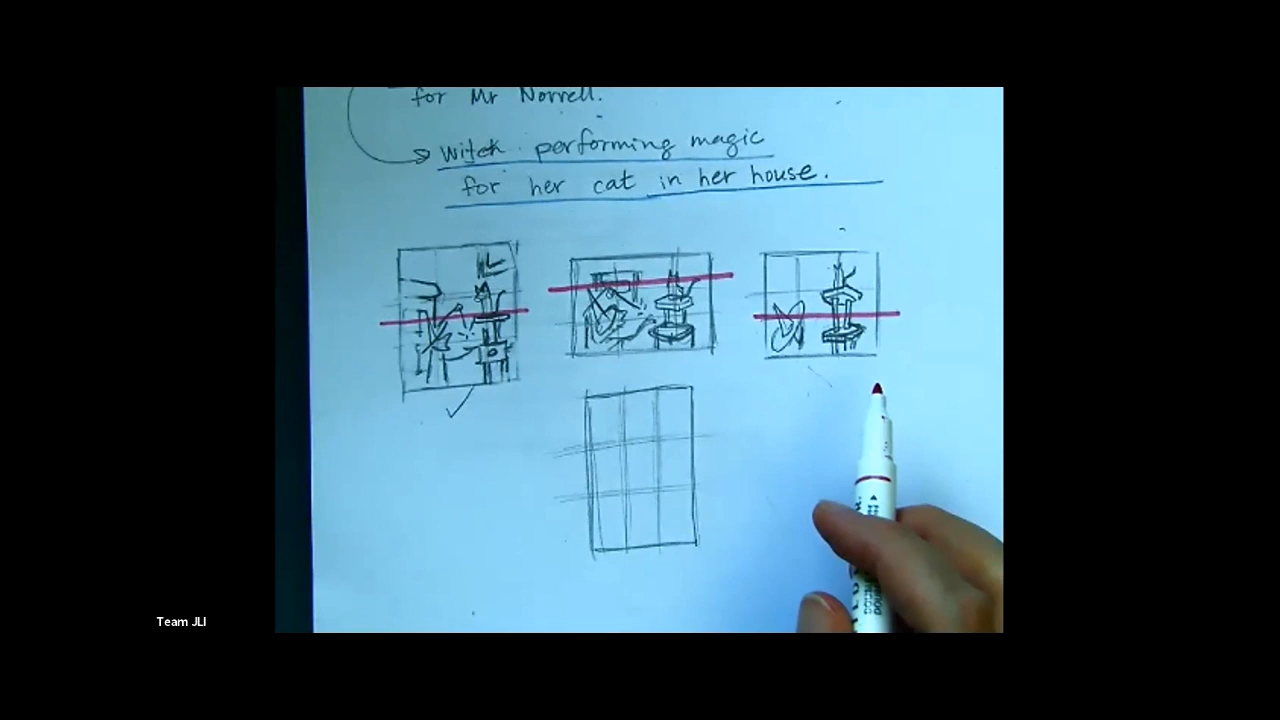 for Mr Norrell.
witch performing magic
for her cat in her house.
Team JLI